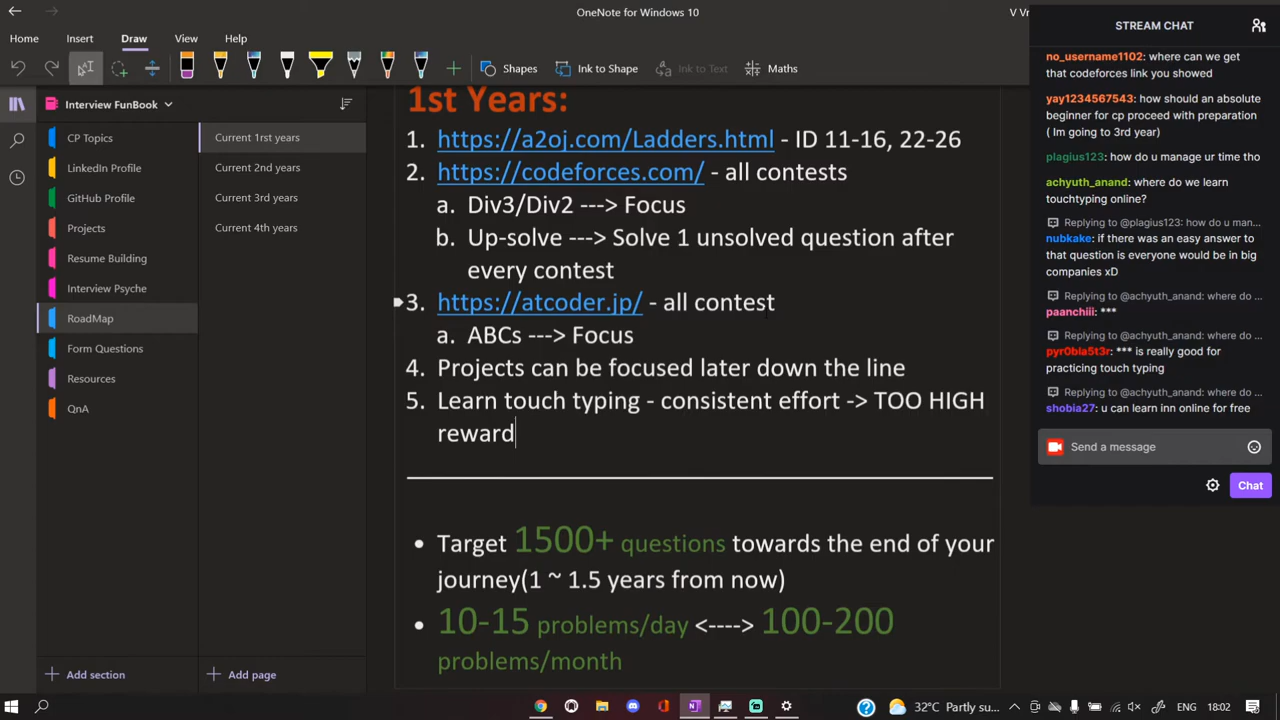 OneNote for Windows 10
V Vr
Home
Insert
Draw
View
Help
Shapes
Ink to Shape
Ink to Text
Maths
Interview FunBook
CP Topics
LinkedIn Profile
GitHub Profile
Projects
Resume Building
Interview Psyche
RoadMap
Form Questions
Resources
QnA
Add section
Current 1rst years
Current 2nd years
Current 3rd years
Current 4th years
Add page
1st Years:
1. https://a2oj.com/Ladders.html - ID 11-16, 22-26
2. https://codeforces.com/ - all contests
a. Div3/Div2 ---> Focus
b. Up-solve ---> Solve 1 unsolved question after
every contest
3. https://atcoder.jp/ - all contest
a. ABCs ---> Focus
4. Projects can be focused later down the line
5. Learn touch typing - consistent effort -> TOO HIGH
reward
• Target 1500+ questions towards the end of your
journey(1 ~ 1.5 years from now)
• 10-15 problems/day <----> 100-200
problems/month
STREAM CHAT
no_username1102: where can we get
that codeforces link you showed
yay1234567543: how should an absolute
beginner for cp proceed with preparation
( Im going to 3rd year)
plagius123: how do u manage ur time tho
achyuth_anand: where do we learn
touchtyping online?
Replying to @plagius123: how do u man...
nubkake: if there was an easy answer to
that question is everyone would be in big
companies xD
Replying to @achyuth_anand: where do ...
paanchiii: ***
Replying to @achyuth_anand: where do ...
pyr0bia5t3r: *** is really good for
practicing touch typing
Replying to @achyuth_anand: where do ...
shobia27: u can learn inn online for free
Send a message
Chat
32°C Partly su...
ENG
18:02